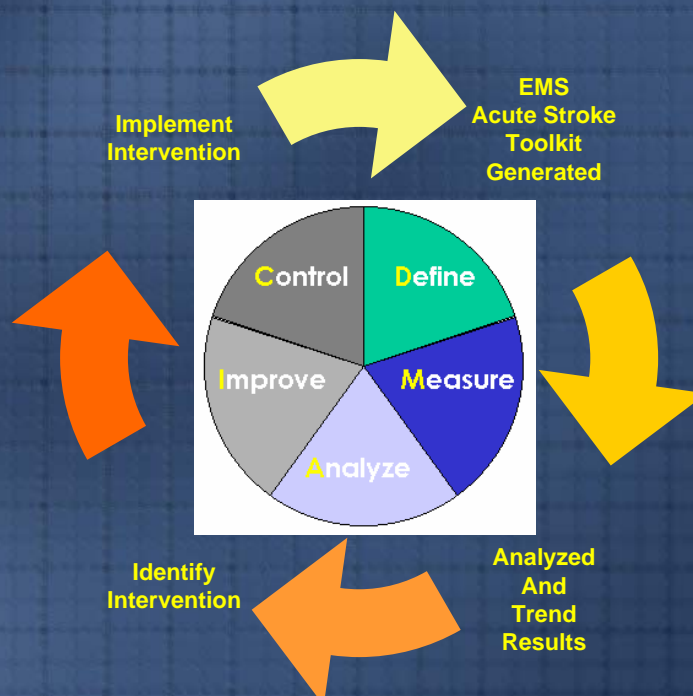 Implement
Intervention
EMS
Acute Stroke
Toolkit
Generated
Control
Define
Improve
Measure
Analyze
Identify
Intervention
Analyzed
And
Trend
Results